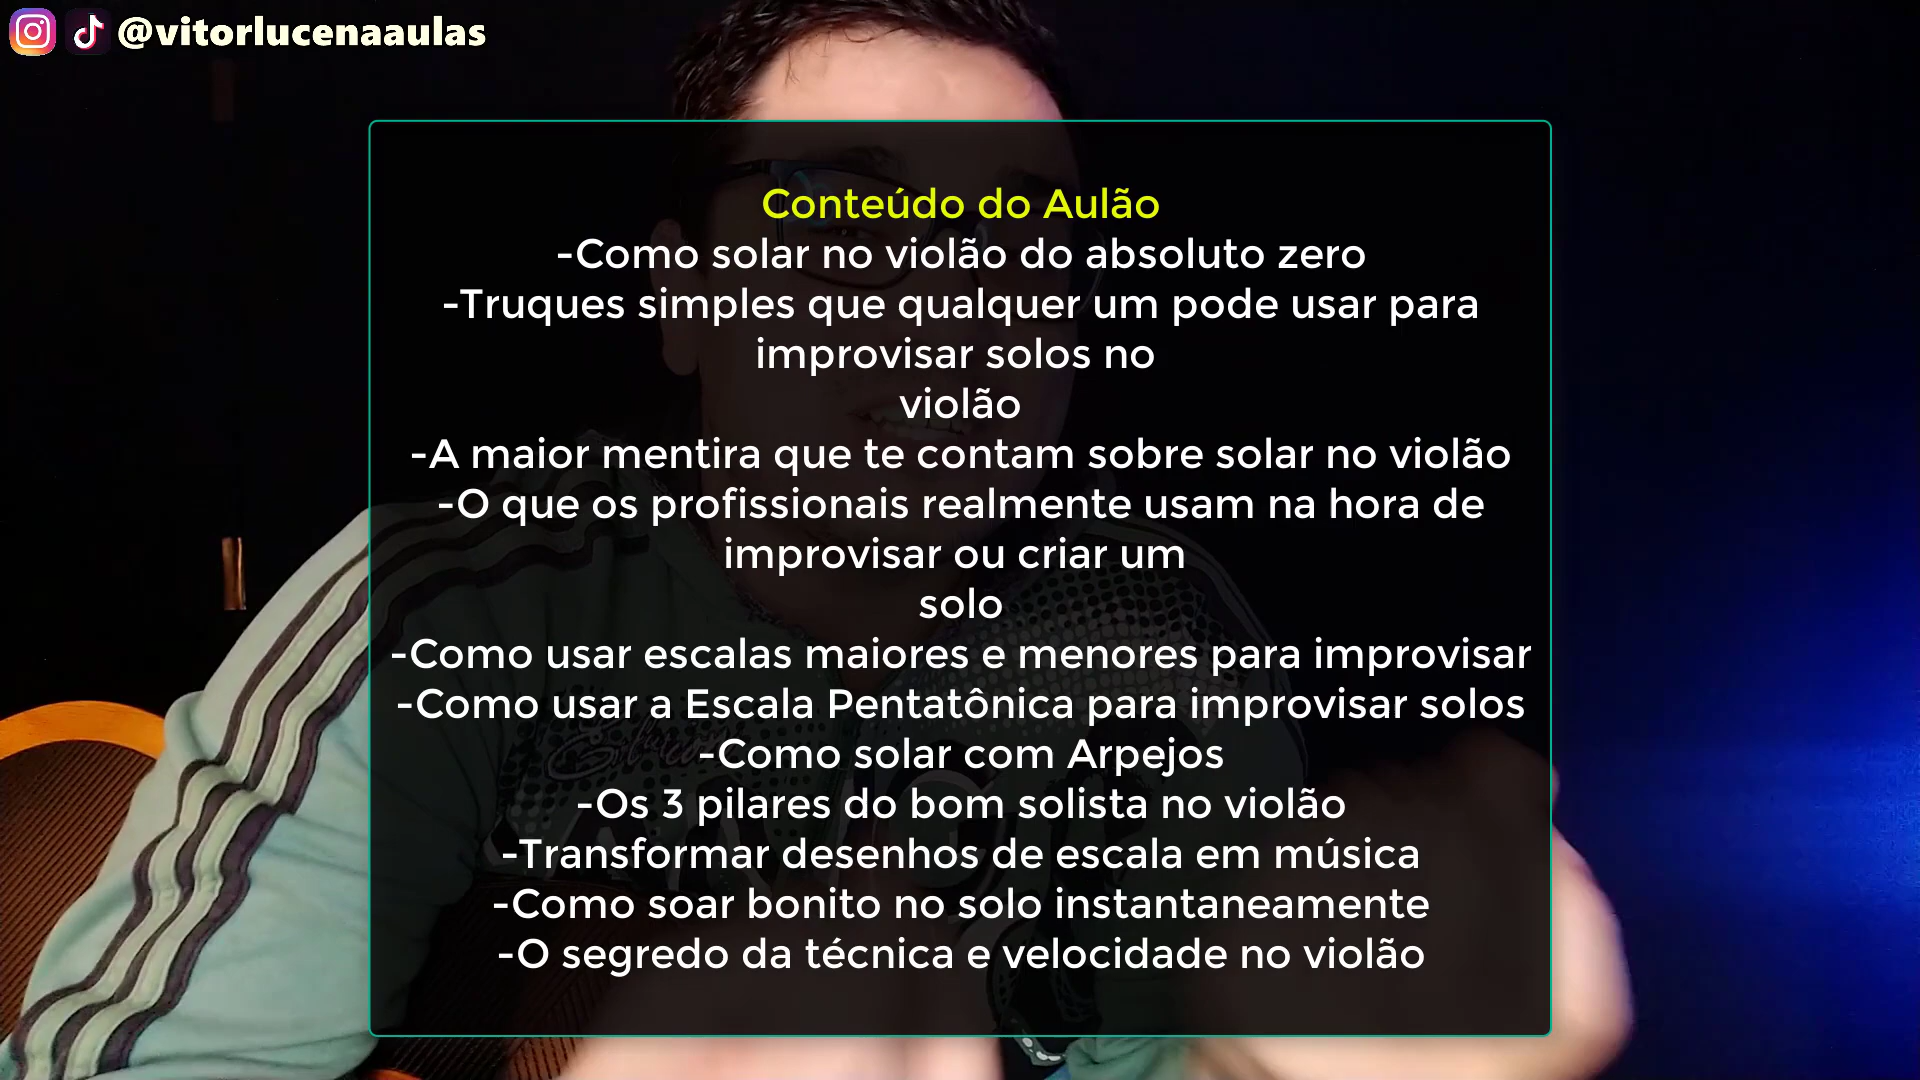 @vitorlucenaaulas
Conteúdo do Aulão
-Como solar no violão do absoluto zero
-Truques simples que qualquer um pode usar para
improvisar solos no
violão
-A maior mentira que te contam sobre solar no violão
-O que os profissionais realmente usam na hora de
improvisar ou criar um
solo
-Como usar escalas maiores e menores para improvisar
-Como usar a Escala Pentatônica para improvisar solos
-Como solar com Arpejos
-Os 3 pilares do bom solista no violão
-Transformar desenhos de escala em música
-Como soar bonito no solo instantaneamente
-O segredo da técnica e velocidade no violão